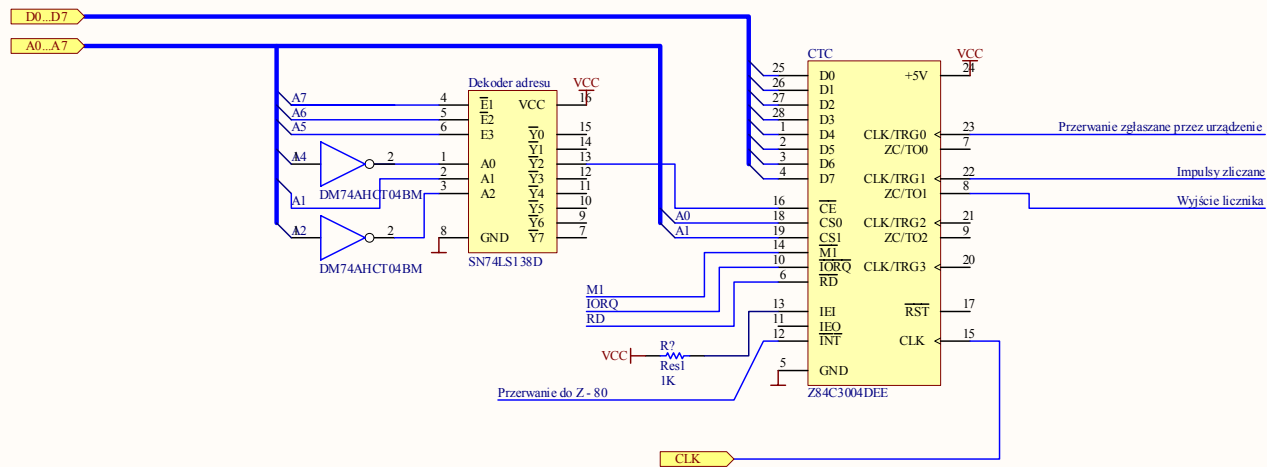 D0...D7
A0...A7
Dekoder adresu
VCC
A7
A6
A5
A4
A1
A2
4
5
6
1
2
3
8
E1
E2
E3
A0
A1
A2
GND
VCC
Y0
Y1
Y2
Y3
Y4
Y5
Y6
Y7
16
15
14
13
12
11
10
9
7
SN74LS138D
1
2
DM74AHCT04BM
1
2
DM74AHCT04BM
CTC
VCC
25
26
27
28
1
2
3
4
16
18
19
14
10
6
13
11
12
5
D0
D1
D2
D3
D4
D5
D6
D7
CE
CS0
CS1
M1
IORQ
RD
IEI
IEO
INT
GND
+5V
CLK/TRG0
ZC/TO0
CLK/TRG1
ZC/TO1
CLK/TRG2
ZC/TO2
CLK/TRG3
RST
CLK
24
23
7
22
8
21
9
20
17
15
Z84C3004DEE
A0
A1
M1
IORQ
RD
VCC
R?
Res1
1K
Przerwanie do Z - 80
Przerwanie zgłaszane przez urządzenie
Impulsy zliczane
Wyjście licznika
CLK